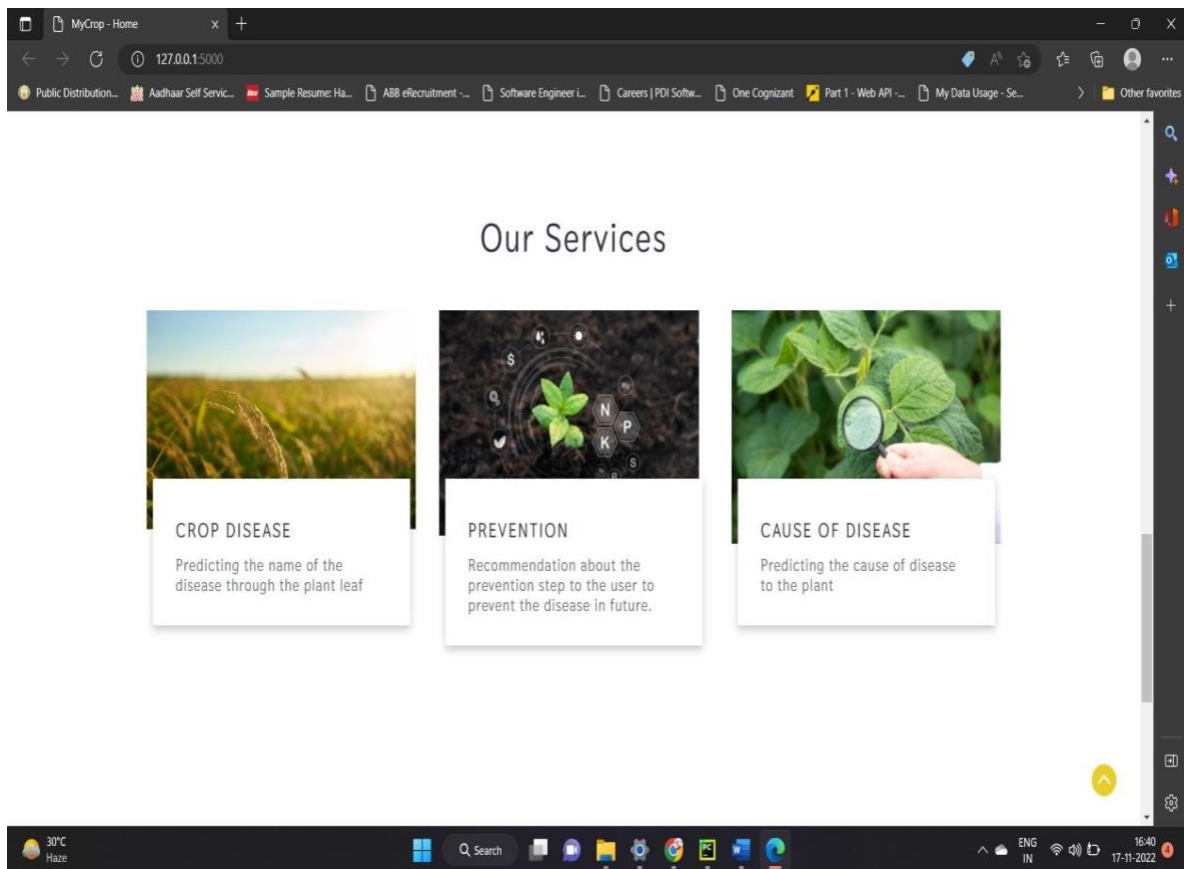 MyCrop - Home
127.0.0.1:5000
Public Distribution... Aadhaar Self Servic... Sample Resume: Ha... ABB eRecruitment -... Software Engineer i... Careers | PDI Softw... One Cognizant Part 1 - Web API -... My Data Usage - Se... Other favorites
Our Services
$
N
P
K
S
CROP DISEASE
Predicting the name of the
disease through the plant leaf
PREVENTION
Recommendation about the
prevention step to the user to
prevent the disease in future.
CAUSE OF DISEASE
Predicting the cause of disease
to the plant
30°C
Haze
Search
ENG
IN
16:40
17-11-2022
4